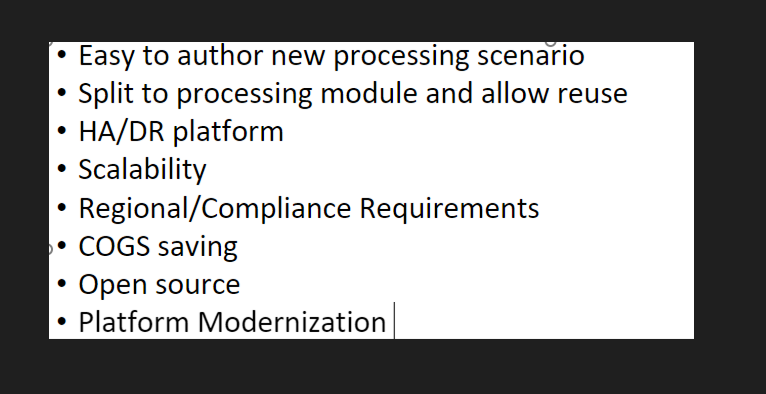 • Easy to author new processing scenario
• Split to processing module and allow reuse
• HA/DR platform
• Scalability
• Regional/Compliance Requirements
• COGS saving
• Open source
• Platform Modernization